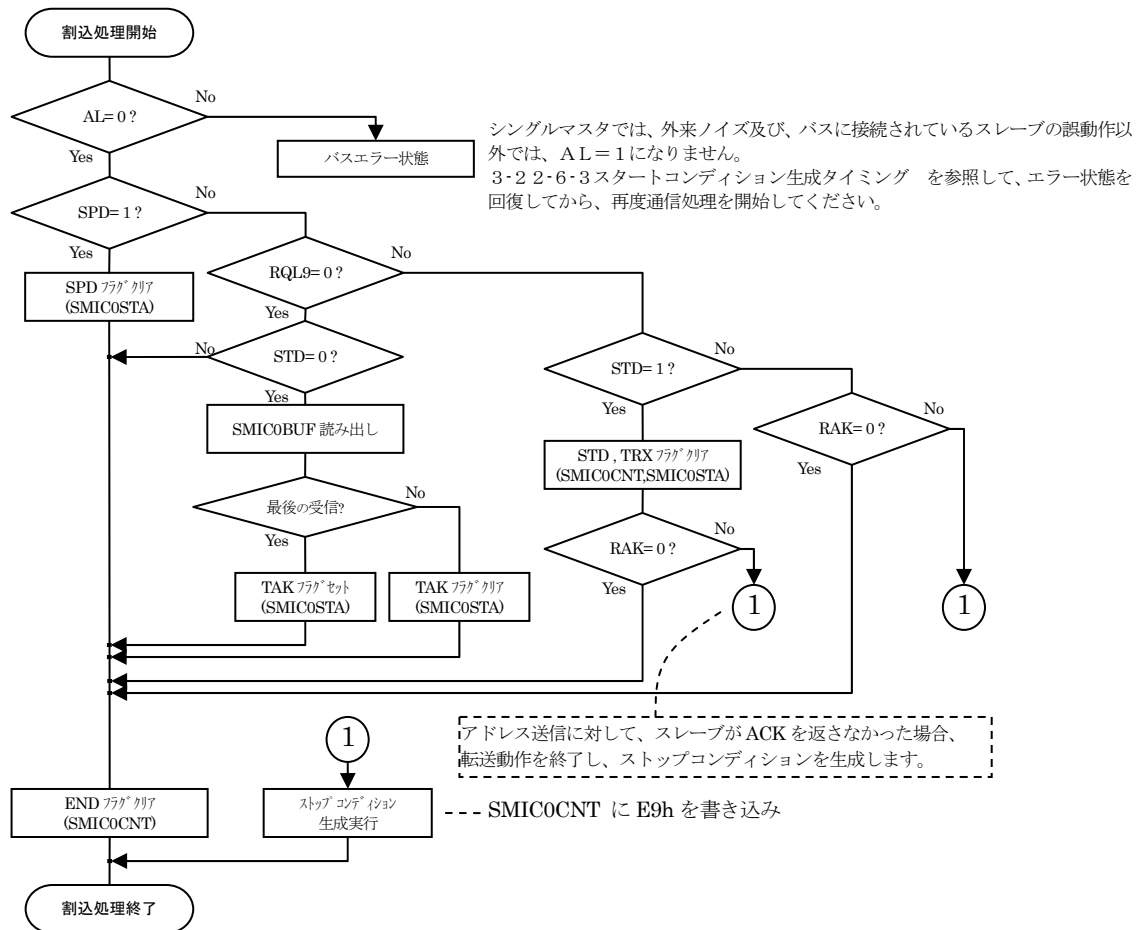 割込処理開始
AL=0?
No
Yes
バスエラー状態
シングルマスタでは、外来ノイズ及び、バスに接続されているスレーブの誤動作以
外では、AL=1になりません。
3-22-6-3スタートコンディション生成タイミング を参照して、エラー状態を
回復してから、再度通信処理を開始してください。
SPD=1?
No
Yes
SPD ﾌﾗｸﾞｸﾘｱ
(SMIC0STA)
RQL9=0?
No
Yes
STD=0?
No
Yes
SMIC0BUF 読み出し
最後の受信?
No
Yes
TAK ﾌﾗｸﾞｾｯﾄ
(SMIC0STA)
TAK ﾌﾗｸﾞｸﾘｱ
(SMIC0STA)
STD=1?
No
Yes
STD , TRX ﾌﾗｸﾞｸﾘｱ
(SMIC0CNT,SMIC0STA)
RAK=0?
No
Yes
1
RAK=0?
No
Yes
1
アドレス送信に対して、スレーブが ACK を返さなかった場合、
転送動作を終了し、ストップコンディションを生成します。
1
ｽﾄｯﾌﾟｺﾝﾃﾞｨｼｮﾝ
生成実行
SMIC0CNT に E9h を書き込み
END ﾌﾗｸﾞｸﾘｱ
(SMIC0CNT)
割込処理終了